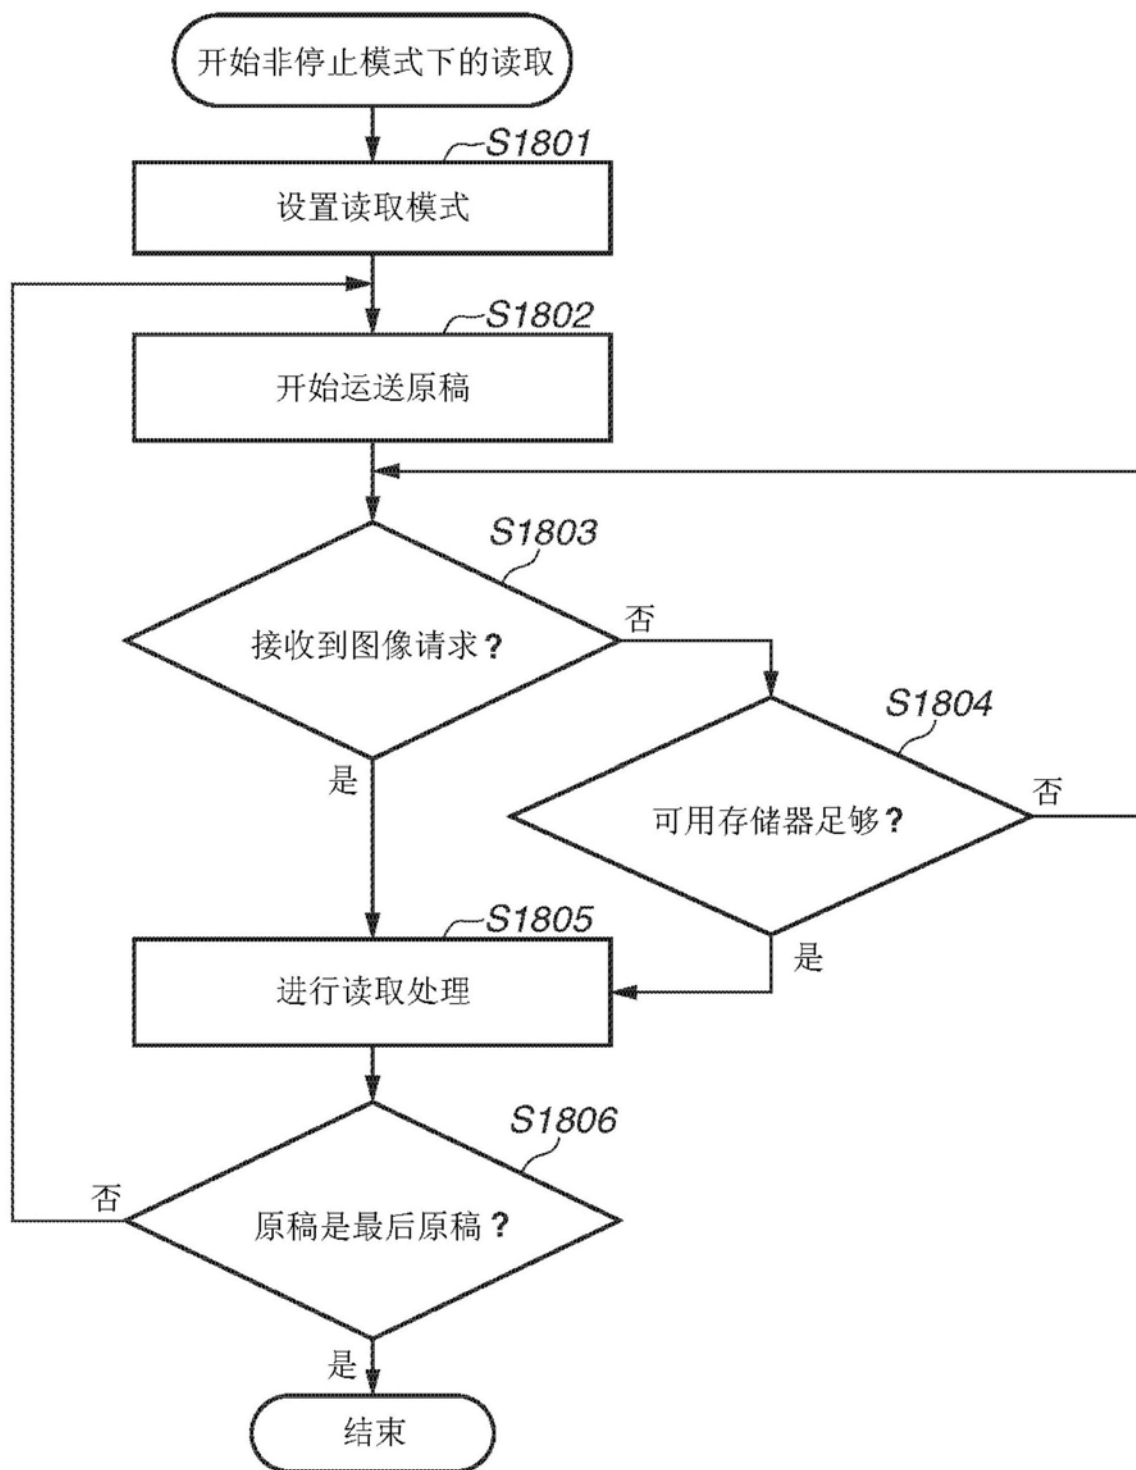 开始非停止模式下的读取
S1801
设置读取模式
S1802
开始运送原稿
S1803
接收到图像请求?
否
是
S1804
可用存储器足够?
否
是
S1805
进行读取处理
S1806
原稿是最后原稿?
否
是
结束